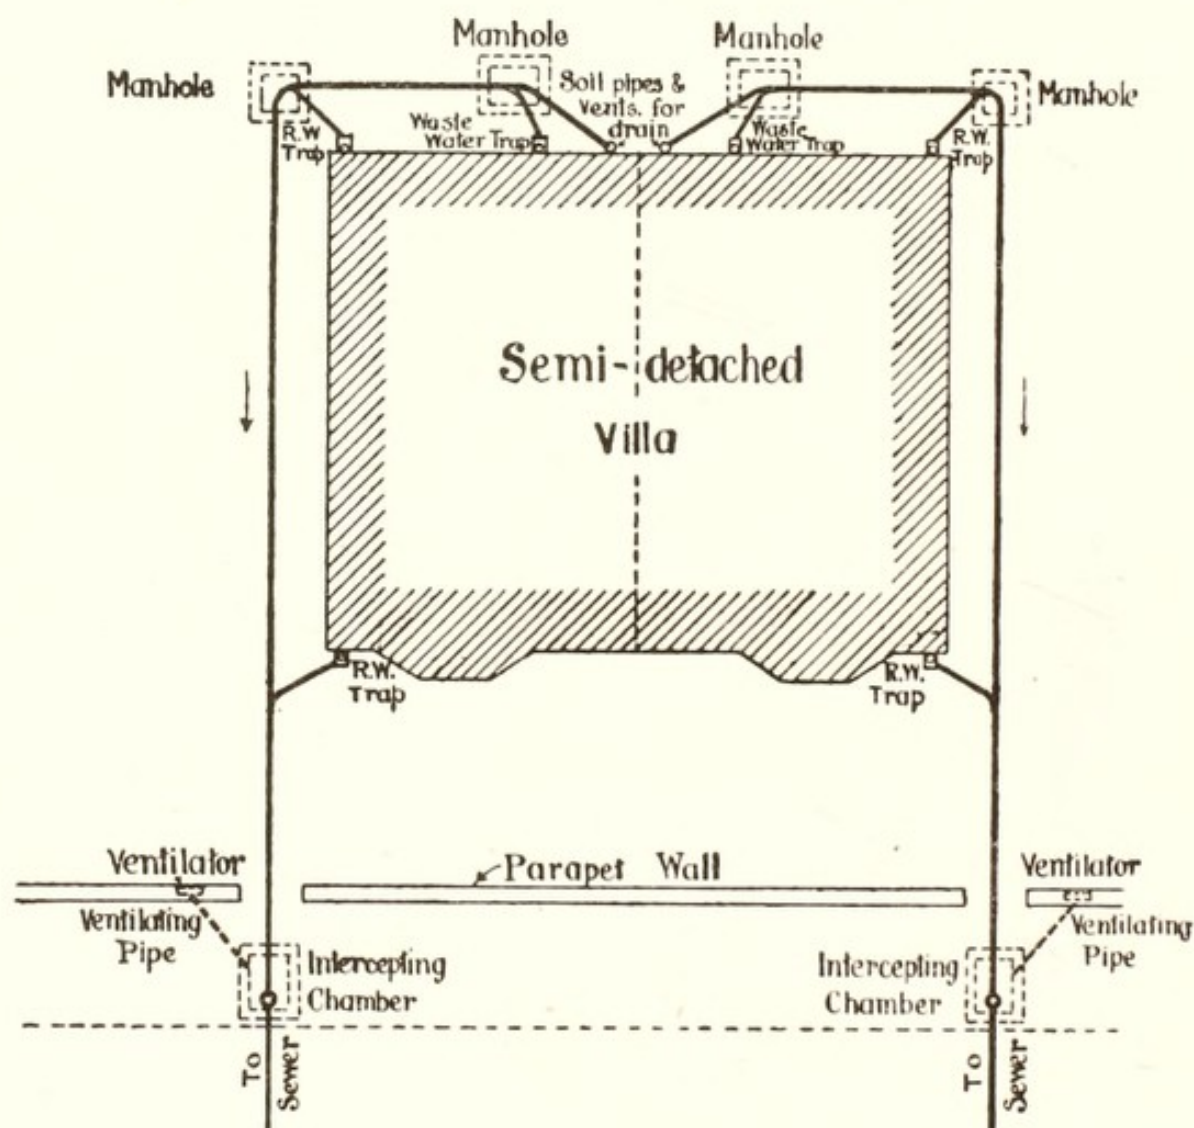 Manhole
Manhole
Manhole
Manhole
Soil pipes &
Vents. for
drain
R.W.
Trap
Waste
Water Trap
Waste
Water Trap
R.W.
Trap
Semi-detached
Villa
R.W.
Trap
R.W.
Trap
Ventilator
Parapet Wall
Ventilator
Ventilating
Pipe
Ventilating
Pipe
Intercepting
Chamber
Intercepting
Chamber
To
Sewer
To
Sewer